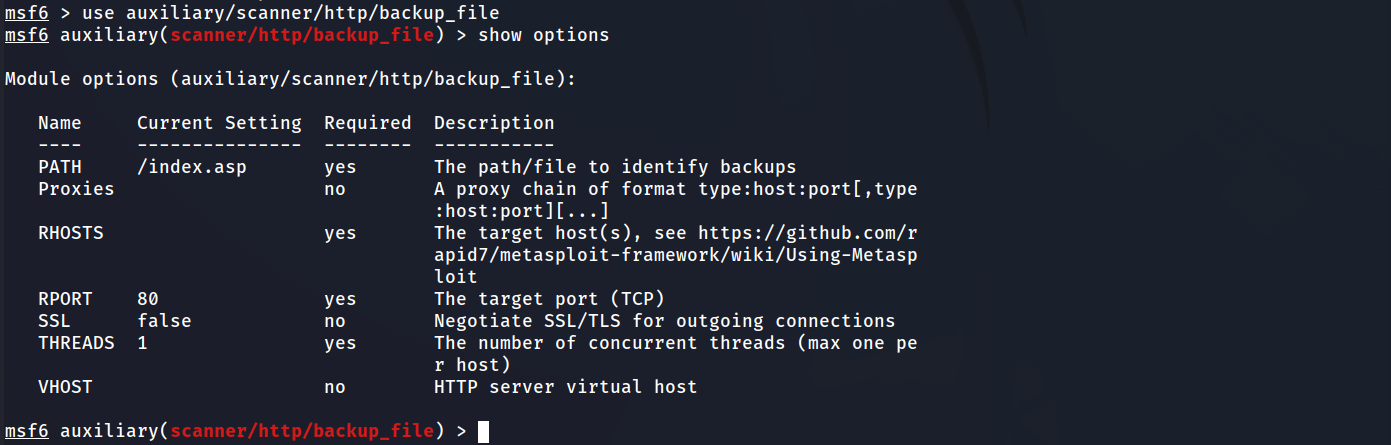 msf6 > use auxiliary/scanner/http/backup_file
msf6 auxiliary(scanner/http/backup_file) > show options

Module options (auxiliary/scanner/http/backup_file):

   Name     Current Setting  Required  Description
   ----     ---------------  --------  -----------
   PATH     /index.asp       yes       The path/file to identify backups
   Proxies                   no        A proxy chain of format type:host:port[,type
                                       :host:port][...]
   RHOSTS                    yes       The target host(s), see https://github.com/r
                                       apid7/metasploit-framework/wiki/Using-Metasp
                                       loit
   RPORT    80               yes       The target port (TCP)
   SSL      false            no        Negotiate SSL/TLS for outgoing connections
   THREADS  1                yes       The number of concurrent threads (max one pe
                                       r host)
   VHOST                     no        HTTP server virtual host

msf6 auxiliary(scanner/http/backup_file) >